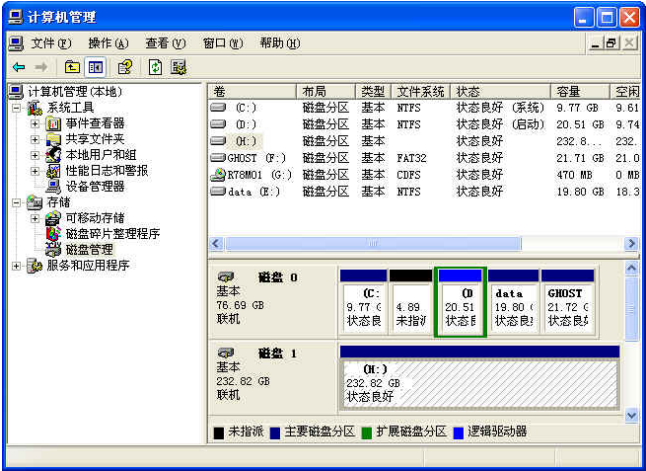 计算机管理
文件(F) 操作(A) 查看(V) 窗口(W) 帮助(H)
计算机管理(本地)
系统工具
事件查看器
共享文件夹
本地用户和组
性能日志和警报
设备管理器
存储
可移动存储
磁盘碎片整理程序
磁盘管理
服务和应用程序
卷 布局 类型 文件系统 状态 容量 空闲
(C:) 磁盘分区 基本 NTFS 状态良好 (系统) 9.77 GB 9.61
(D:) 磁盘分区 基本 NTFS 状态良好 (启动) 20.51 GB 9.74
(H:) 磁盘分区 基本 状态良好 232.8... 232.
GHOST (F:) 磁盘分区 基本 FAT32 状态良好 21.71 GB 21.0
R78M01 (G:) 磁盘分区 基本 CDFS 状态良好 470 MB 0 MB
data (E:) 磁盘分区 基本 NTFS 状态良好 19.80 GB 18.3
磁盘 0
基本
76.69 GB
联机
(C: (D data GHOST
9.77 G 4.89 20.51 19.80 ( 21.72 G
状态良 未指 状态 状态良 状态良
磁盘 1
基本
232.82 GB
联机
(H:)
232.82 GB
状态良好
未指派 主要磁盘分区 扩展磁盘分区 逻辑驱动器